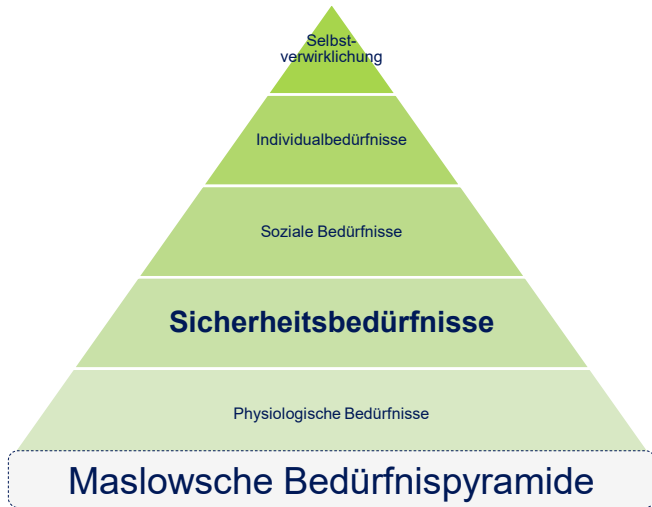 Selbst-
verwirklichung
Individualbedürfnisse
Soziale Bedürfnisse
Sicherheitsbedürfnisse
Physiologische Bedürfnisse
Maslowsche Bedürfnispyramide